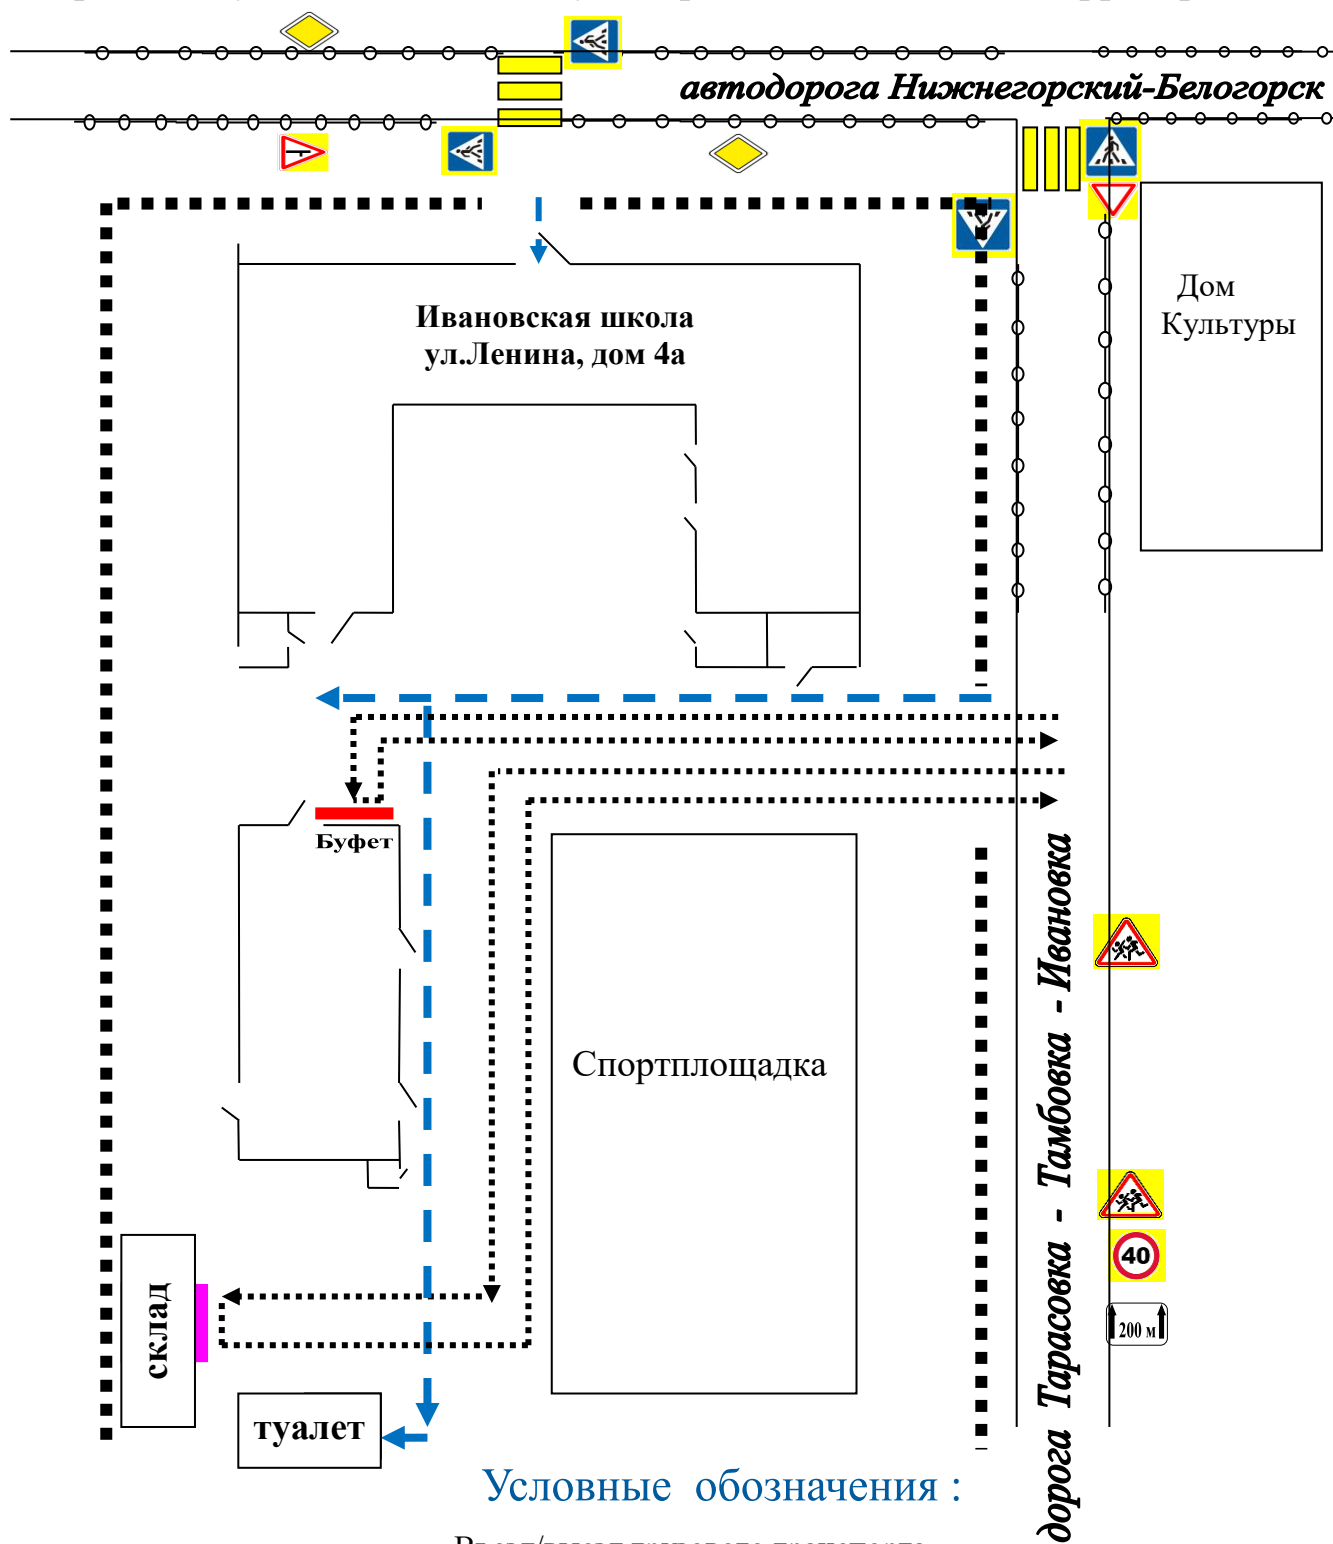 автодорога Нижнегорский-Белогорск
Дом
Культуры
Ивановская школа
ул.Ленина, дом 4а
Буфет
Спортплощадка
дорога Тарасовка - Тамбовка - Ивановка
40
200 м
склад
туалет
Условные обозначения :